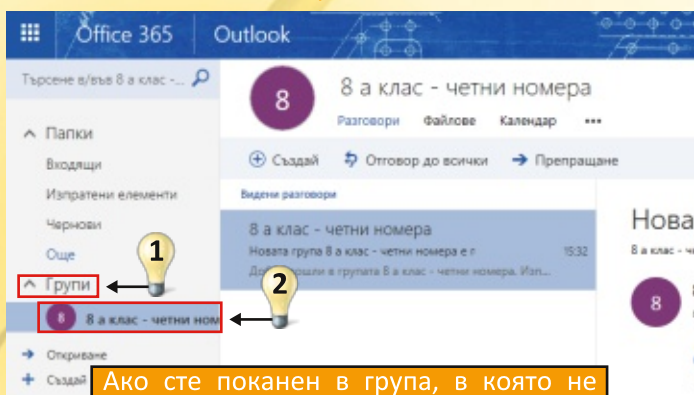 Office 365 Outlook
Търсене в/във 8 а клас -...
8
8 а клас - четни номера
Разговори Файлове Календар •••
Папки
Входящи
Изпратени елементи
Чернови
Още
Групи
8 8 а клас - четни ном
Откриване
Създай
1
2
Създай Отговор до всички Препращане
Видени разговори
8 а клас - четни номера
Новата група 8 а клас - четни номера е г 15:32
в групата 8 а клас - четни номера. Изп...
Нова
8 а клас - че
8
Ако сте поканен в група, в която не